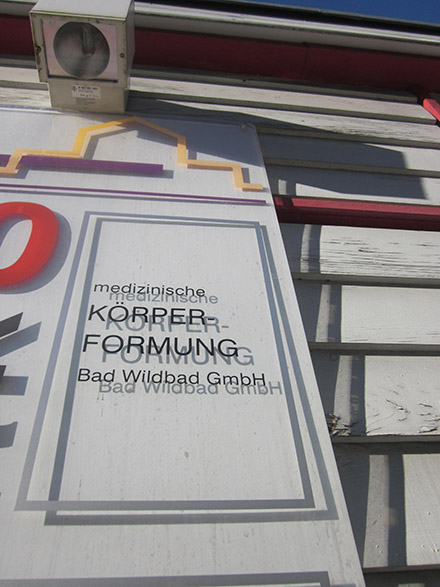 medizinische
KÖRPER-
FORMUNG
Bad Wildbad GmbH